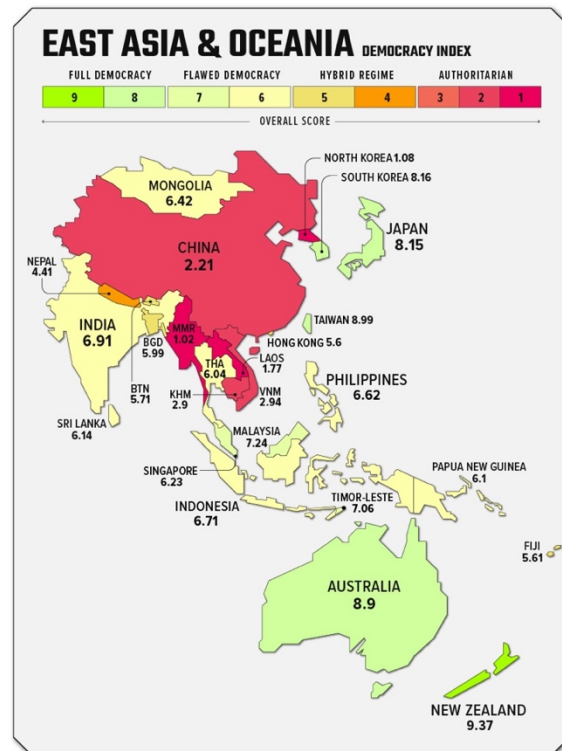 EAST ASIA & OCEANIA DEMOCRACY INDEX
FULL DEMOCRACY FLAWED DEMOCRACY HYBRID REGIME AUTHORITARIAN
9 8 7 6 5 4 3 2 1
OVERALL SCORE
NORTH KOREA 1.08
SOUTH KOREA 8.16
MONGOLIA
6.42
JAPAN
8.15
CHINA
2.21
NEPAL
4.41
INDIA
6.91
BGD
5.99
MMR
1.02
TAIWAN 8.99
HONG KONG 5.6
LAOS
1.77
THA
6.04
BTN
5.71
KHM
2.9
VNM
2.94
PHILIPPINES
6.62
SRI LANKA
6.14
MALAYSIA
7.24
SINGAPORE
6.23
PAPUA NEW GUINEA
6.1
TIMOR-LESTE
7.06
INDONESIA
6.71
FIJI
5.61
AUSTRALIA
8.9
NEW ZEALAND
9.37